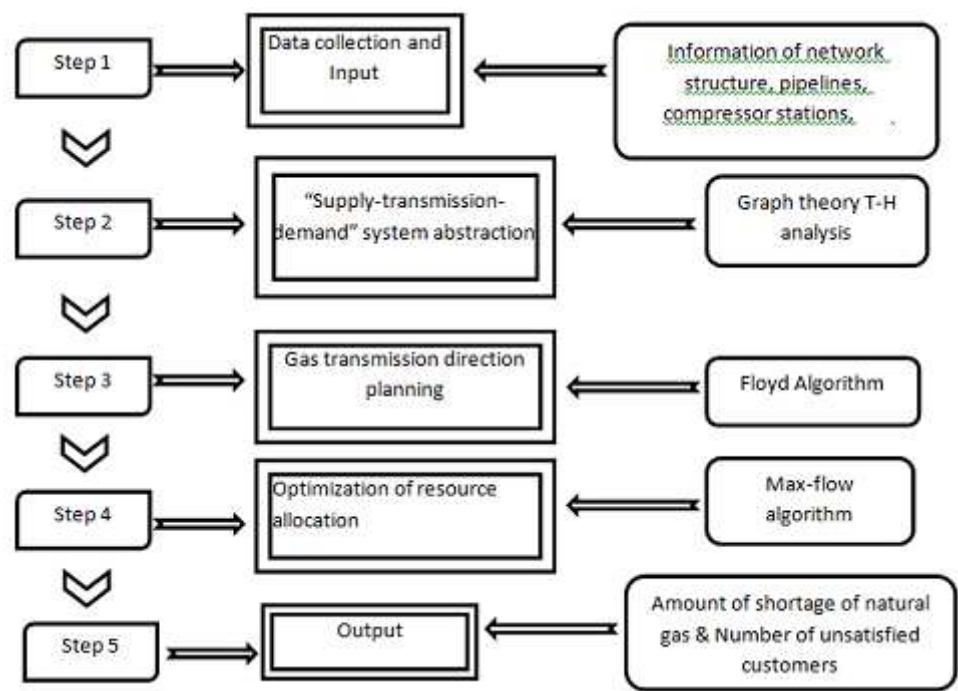 Step 1
Data collection and
Input
Information of network
structure, pipelines,
compressor stations, .
Step 2
“Supply-transmission-
demand” system abstraction
Graph theory T-H
analysis
Step 3
Gas transmission direction
planning
Floyd Algorithm
Step 4
Optimization of resource
allocation
Max-flow
algorithm
Step 5
Output
Amount of shortage of natural
gas & Number of unsatisfied
customers